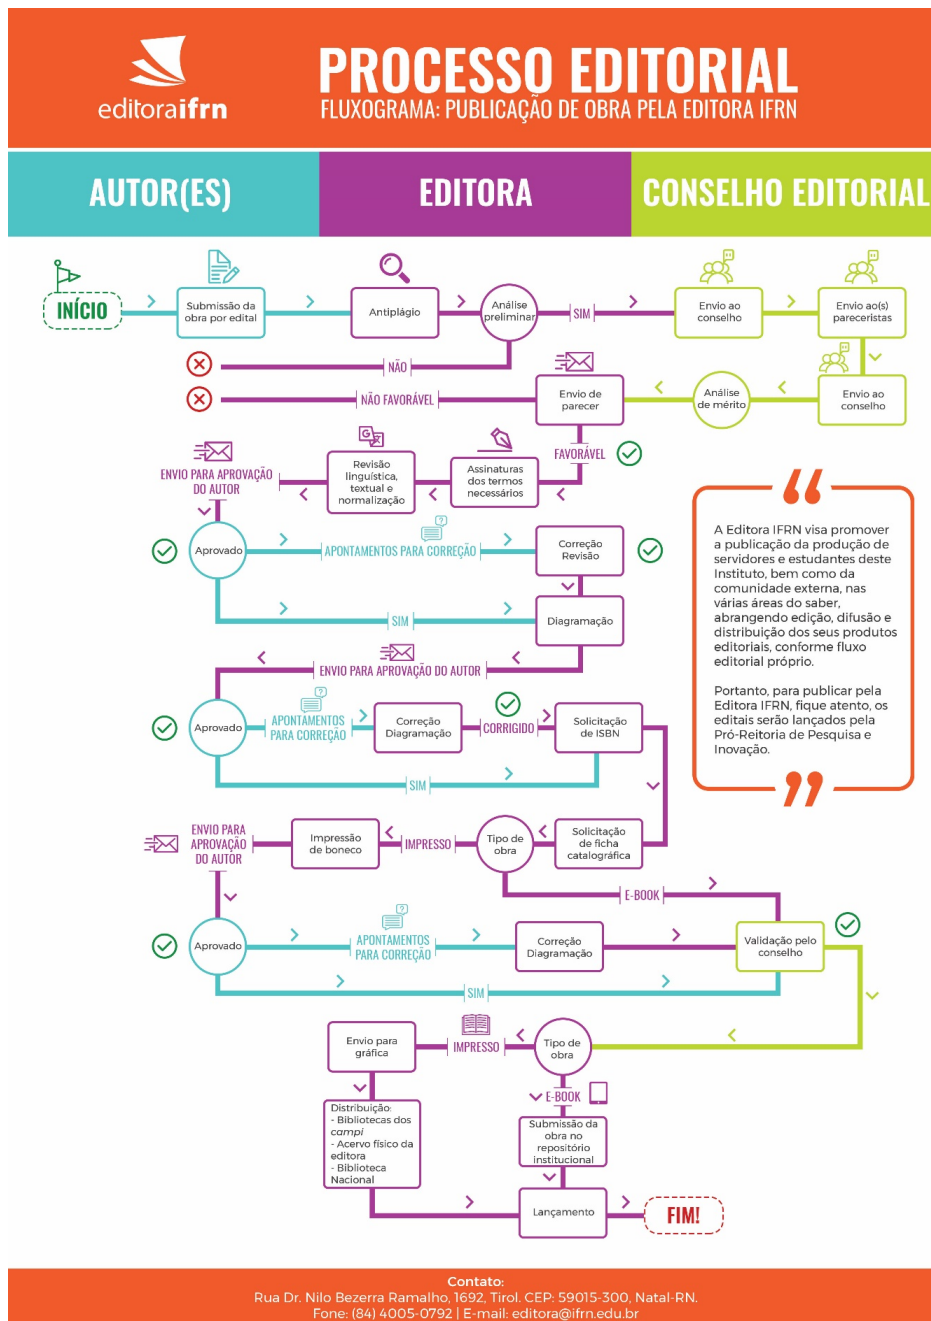 editoraifrn
PROCESSO EDITORIAL
FLUXOGRAMA: PUBLICAÇÃO DE OBRA PELA EDITORA IFRN
AUTOR(ES)
EDITORA
CONSELHO EDITORIAL
INÍCIO
Submissão da
obra por edital
Antiplágio
Análise
preliminar
SIM
Envio ao
conselho
Envio ao(s)
pareceristas
NÃO
NÃO FAVORÁVEL
Envio de
parecer
Análise
de mérito
Envio ao
conselho
FAVORÁVEL
Assinaturas
dos termos
necessários
Revisão
linguística,
textual e
normalização
ENVIO PARA APROVAÇÃO
DO AUTOR
Aprovado
APONTAMENTOS PARA CORREÇÃO
Correção
Revisão
SIM
Diagramação
ENVIO PARA APROVAÇÃO DO AUTOR
Aprovado
APONTAMENTOS
PARA CORREÇÃO
Correção
Diagramação
CORRIGIDO
Solicitação
de ISBN
SIM
A Editora IFRN visa promover
a publicação da produção de
servidores e estudantes deste
Instituto, bem como da
comunidade externa, nas
várias áreas do saber,
abrangendo edição, difusão e
distribuição dos seus produtos
editoriais, conforme fluxo
editorial próprio.
Portanto, para publicar pela
Editora IFRN, fique atento, os
editais serão lançados pela
Pró-Reitoria de Pesquisa e
Inovação.
Solicitação
de ficha
catalográfica
Tipo de
obra
IMPRESSO
Impressão
de boneco
ENVIO PARA
APROVAÇÃO
DO AUTOR
E-BOOK
Aprovado
APONTAMENTOS
PARA CORREÇÃO
Correção
Diagramação
Validação pelo
conselho
SIM
Tipo de
obra
IMPRESSO
Envio para
gráfica
E-BOOK
Distribuição:
- Bibliotecas dos
campi
- Acervo físico da
editora
- Biblioteca
Nacional
Submissão da
obra no
repositório
institucional
Lançamento
FIM!
Contato:
Rua Dr. Nilo Bezerra Ramalho, 1692, Tirol. CEP: 59015-300, Natal-RN.
Fone: (84) 4005-0792 | E-mail: editora@ifrn.edu.br